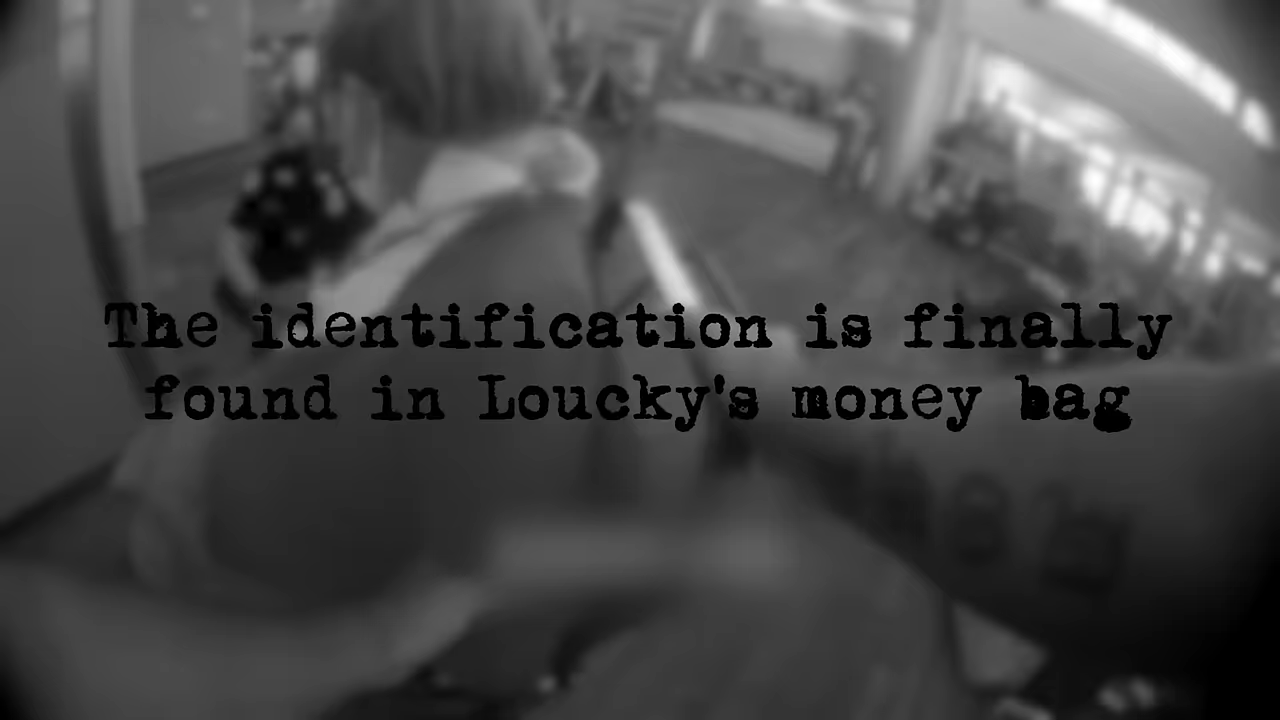 The identification is finally
found in Loucky's money bag